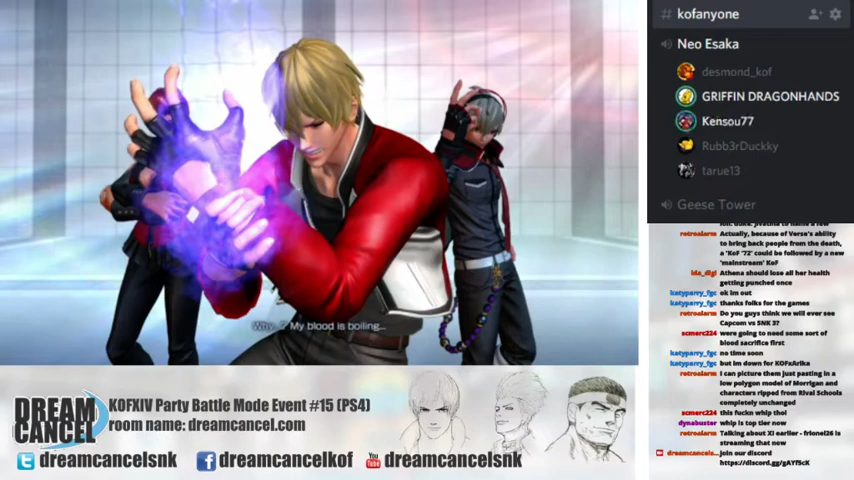 # kofanyone
Neo Esaka
desmond_kof
GRIFFIN DRAGONHANDS
Kensou77
Rubb3rDuckky
tarue13
Geese Tower
retroalarm Actually, because of Verse's ability
to bring back people from the death,
a 'KoF '72' could be followed by a new
'mainstream' KoF
Athena should lose all her health
getting punched once
katyparry_fgc ok im out
katyparry_fgc thanks folks for the games
retroalarm Do you guys think we will ever see
Capcom vs SNK 3?
scmerc224 were going to need some sort of
blood sacrifice first
katyparry_fgc no time soon
katyparry_fgc but im down for KOFxArika
retroalarm I can picture them just pasting in a
low polygon model of Morrigan and
characters ripped from Rival Schools
completely unchanged
scmerc224 this fuckn whip tho!
dynabuster whip is top tier now
retroalarm Talking about XI earlier - frionel26 is
streaming that now
dreamcancels... Join our discord
https://discord.gg/gAYf5cK
Why...? My blood is boiling...
DREAM
CANCEL
KOFXIV Party Battle Mode Event #15 (PS4)
room name: dreamcancel.com
dreamcancelsnk
dreamcancelkof
You
Tube
dreamcancelsnk